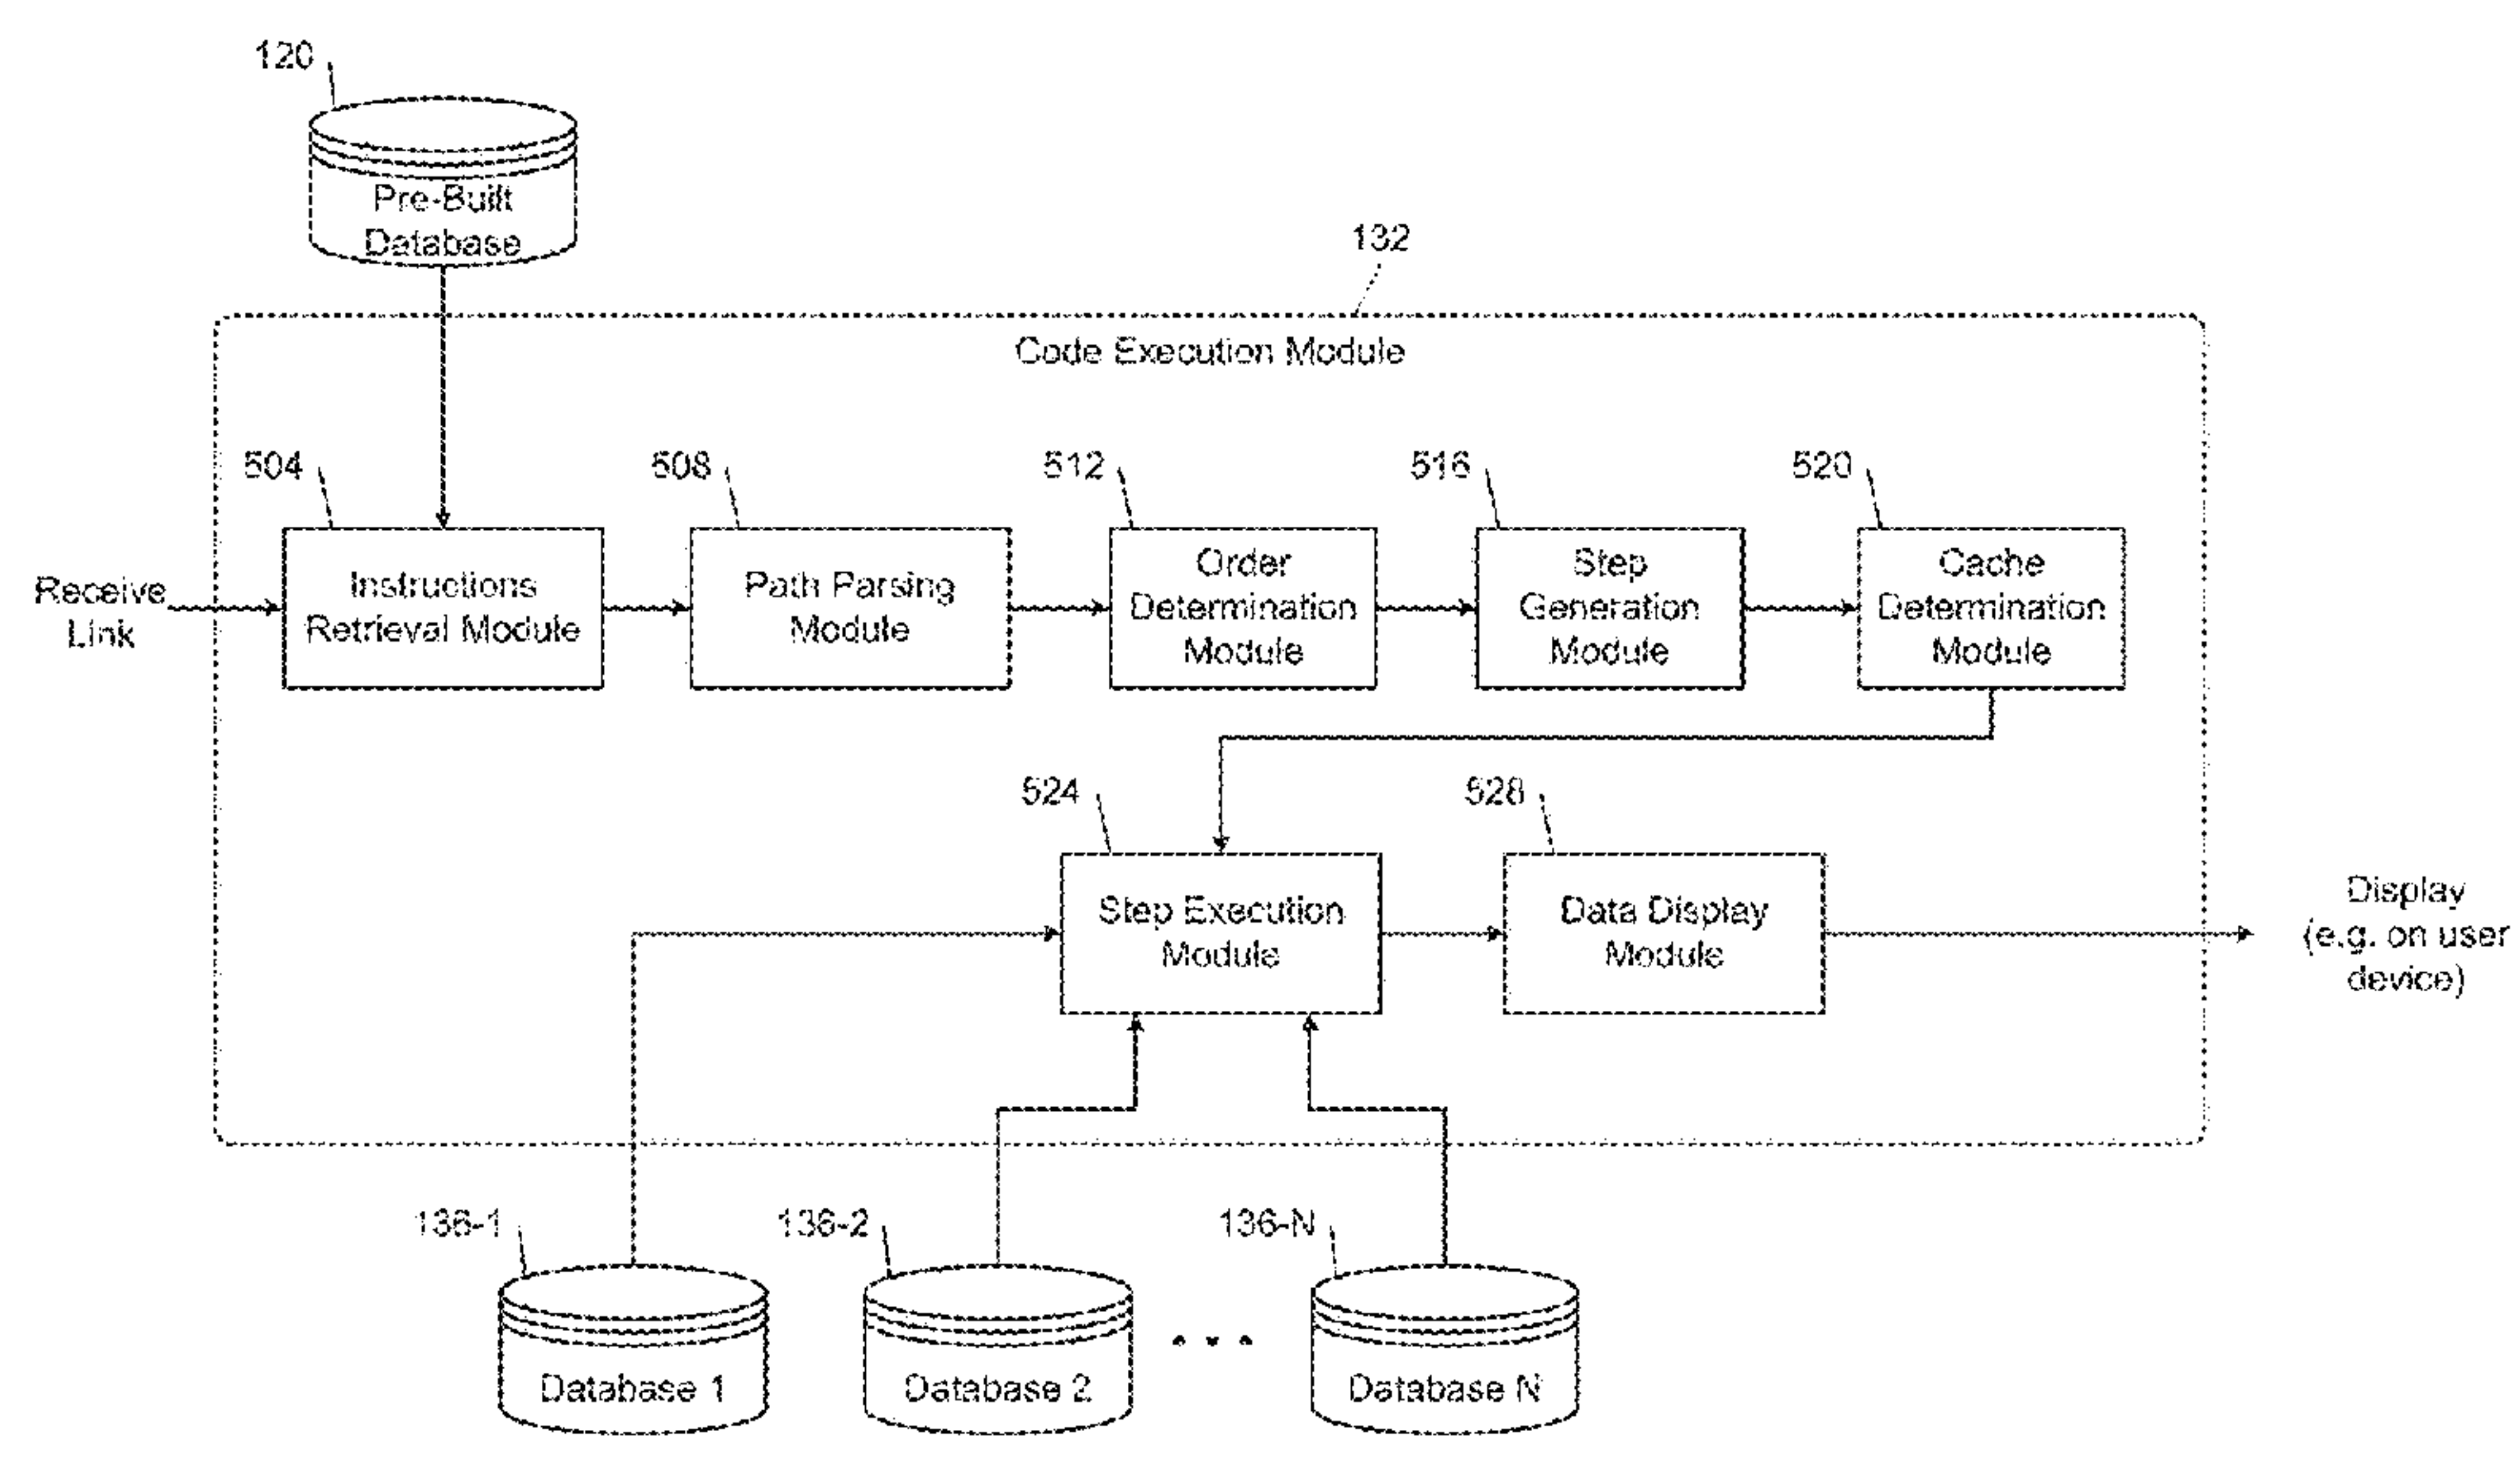 120
Pre-Built
Database
132
Code Execution Module
504
508
512
516
520
Receive
Link
Instructions
Retrieval Module
Path Parsing
Module
Order
Determination
Module
Step
Generation
Module
Cache
Determination
Module
524
528
Step Execution
Module
Data Display
Module
Display
(e.g. on user
device)
136-1
136-2
136-N
Database 1
Database 2
• • •
Database N